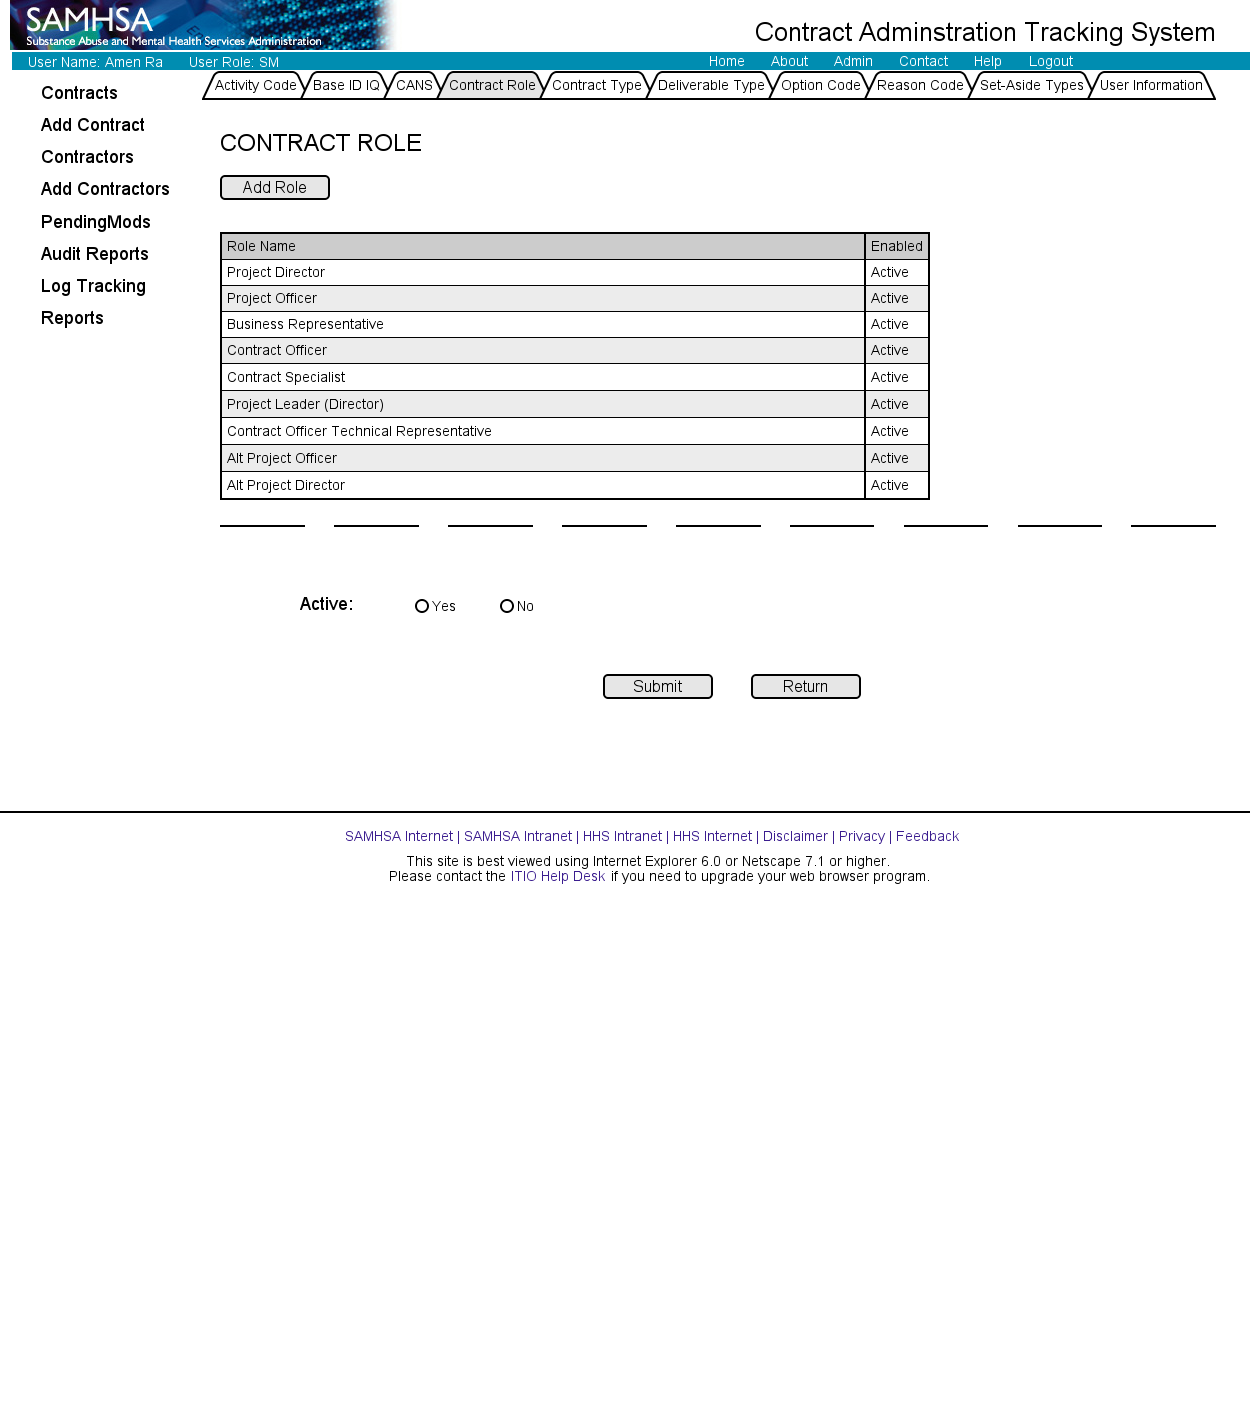 SAMHSA
Substance Abuse and Mental Health Services Administration
Contract Adminstration Tracking System
User Name: Amen Ra User Role: SM Home About Admin Contact Help Logout
Activity Code Base ID IQ CANS Contract Role Contract Type Deliverable Type Option Code Reason Code Set-Aside Types User Information
Contracts
Add Contract
Contractors
Add Contractors
PendingMods
Audit Reports
Log Tracking
Reports
CONTRACT ROLE
Add Role
Role Name Enabled
Project Director Active
Project Officer Active
Business Representative Active
Contract Officer Active
Contract Specialist Active
Project Leader (Director) Active
Contract Officer Technical Representative Active
Alt Project Officer Active
Alt Project Director Active
Active: Yes No
Submit Return
SAMHSA Internet | SAMHSA Intranet | HHS Intranet | HHS Internet | Disclaimer | Privacy | Feedback
This site is best viewed using Internet Explorer 6.0 or Netscape 7.1 or higher.
Please contact the ITIO Help Desk if you need to upgrade your web browser program.